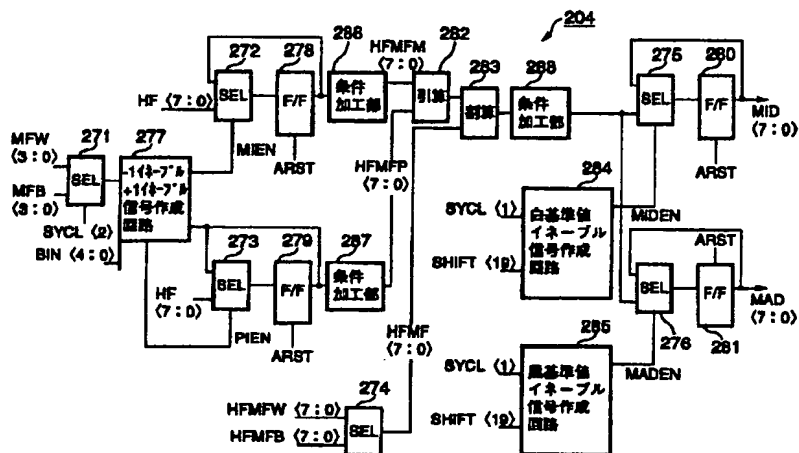 204
272
278
288
HFMFM
(7:0)
282
283
288
275
280
HF
(7:0)
SEL
F/F
条件
加工部
引算
割算
条件
加工部
SEL
F/F
MID
(7:0)
MFW
(3:0)
271
277
MIEN
ARST
HFMFP
(7:0)
284
ARST
MFB
(3:0)
SEL
-1イネーブル
+1イネーブル
信号作成
回路
SYCL (2)
BIN (4:0)
273
279
287
SYCL (1)
SHIFT (19)
白基準値
イネーブル
信号作成
回路
MIDEN
ARST
HF
(7:0)
SEL
F/F
条件
加工部
SEL
F/F
MAD
(7:0)
PIEN
ARST
HFMF
(7:0)
285
276
281
274
SYCL (1)
SHIFT (19)
黒基準値
イネーブル
信号作成
回路
MADEN
HFMFW (7:0)
HFMFB (7:0)
SEL